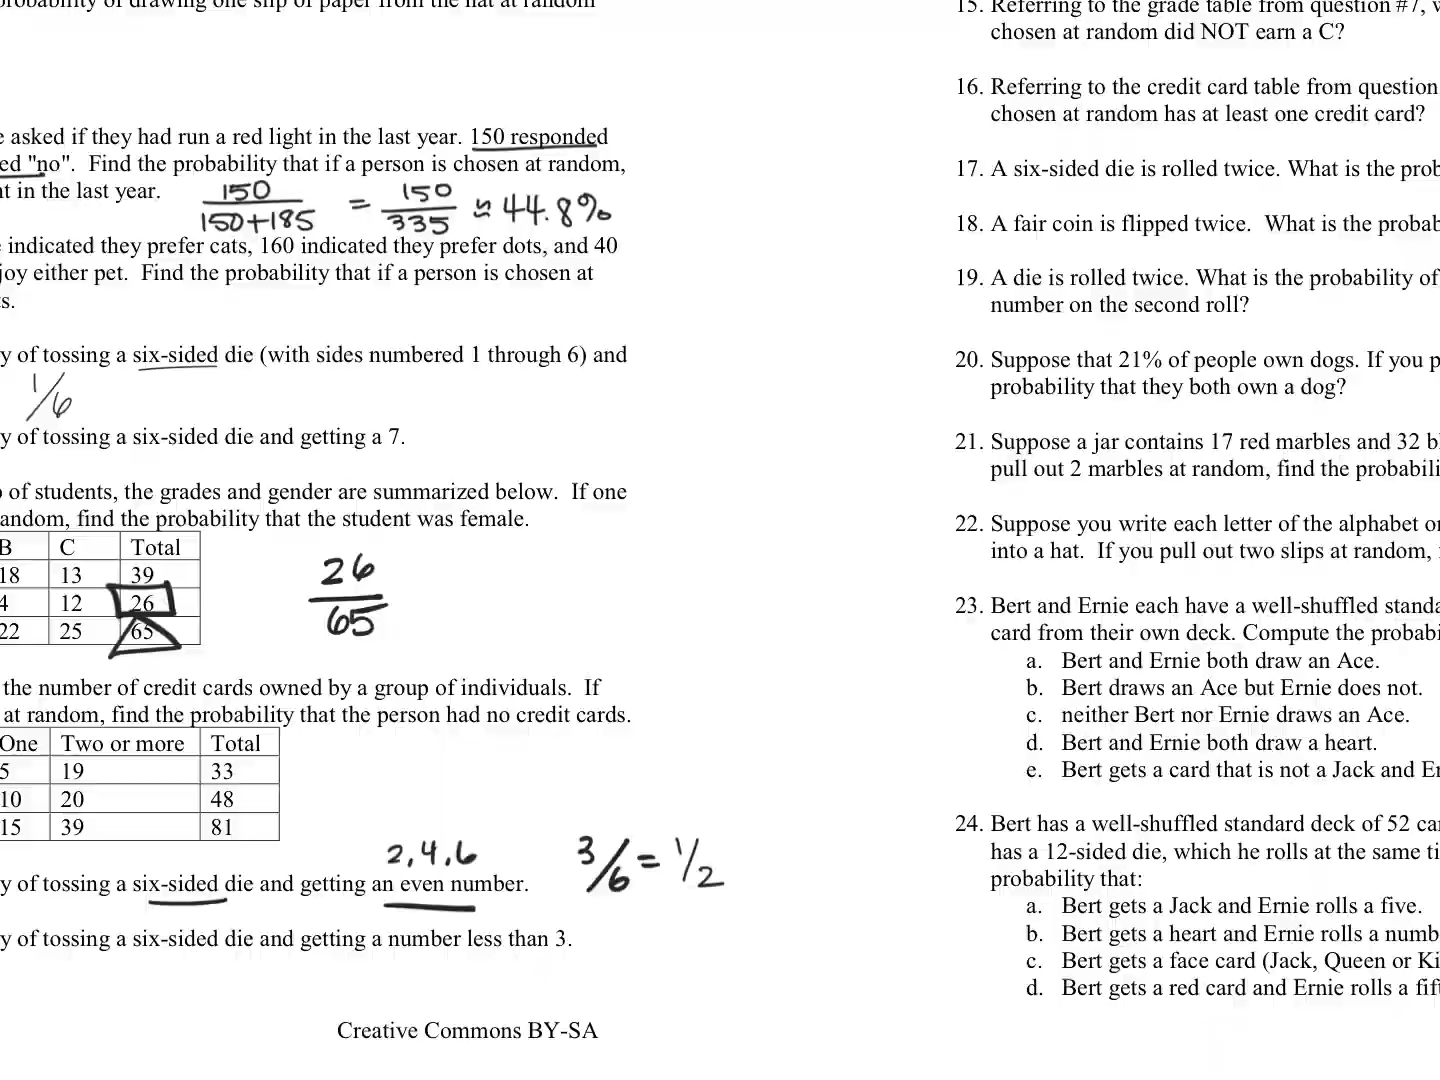 probability of drawing one slip of paper from the hat at random
e asked if they had run a red light in the last year. 150 responded
ed "no". Find the probability that if a person is chosen at random,
nt in the last year.
150
150+185
=
150
335
≈ 44.8%
e indicated they prefer cats, 160 indicated they prefer dots, and 40
joy either pet. Find the probability that if a person is chosen at
ts.
y of tossing a six-sided die (with sides numbered 1 through 6) and
1/6
y of tossing a six-sided die and getting a 7.
p of students, the grades and gender are summarized below. If one
andom, find the probability that the student was female.
B C Total
18 13 39
4 12 26
22 25 65
26
65
the number of credit cards owned by a group of individuals. If
at random, find the probability that the person had no credit cards.
One Two or more Total
5 19 33
10 20 48
15 39 81
2,4,6
3/6 = 1/2
y of tossing a six-sided die and getting an even number.
y of tossing a six-sided die and getting a number less than 3.
Creative Commons BY-SA
15. Referring to the grade table from question #7, w
chosen at random did NOT earn a C?
16. Referring to the credit card table from question
chosen at random has at least one credit card?
17. A six-sided die is rolled twice. What is the prob
18. A fair coin is flipped twice. What is the probab
19. A die is rolled twice. What is the probability of
number on the second roll?
20. Suppose that 21% of people own dogs. If you p
probability that they both own a dog?
21. Suppose a jar contains 17 red marbles and 32 bl
pull out 2 marbles at random, find the probabili
22. Suppose you write each letter of the alphabet on
into a hat. If you pull out two slips at random,
23. Bert and Ernie each have a well-shuffled standa
card from their own deck. Compute the probabi
a. Bert and Ernie both draw an Ace.
b. Bert draws an Ace but Ernie does not.
c. neither Bert nor Ernie draws an Ace.
d. Bert and Ernie both draw a heart.
e. Bert gets a card that is not a Jack and Er
24. Bert has a well-shuffled standard deck of 52 car
has a 12-sided die, which he rolls at the same ti
probability that:
a. Bert gets a Jack and Ernie rolls a five.
b. Bert gets a heart and Ernie rolls a numb
c. Bert gets a face card (Jack, Queen or Ki
d. Bert gets a red card and Ernie rolls a fift